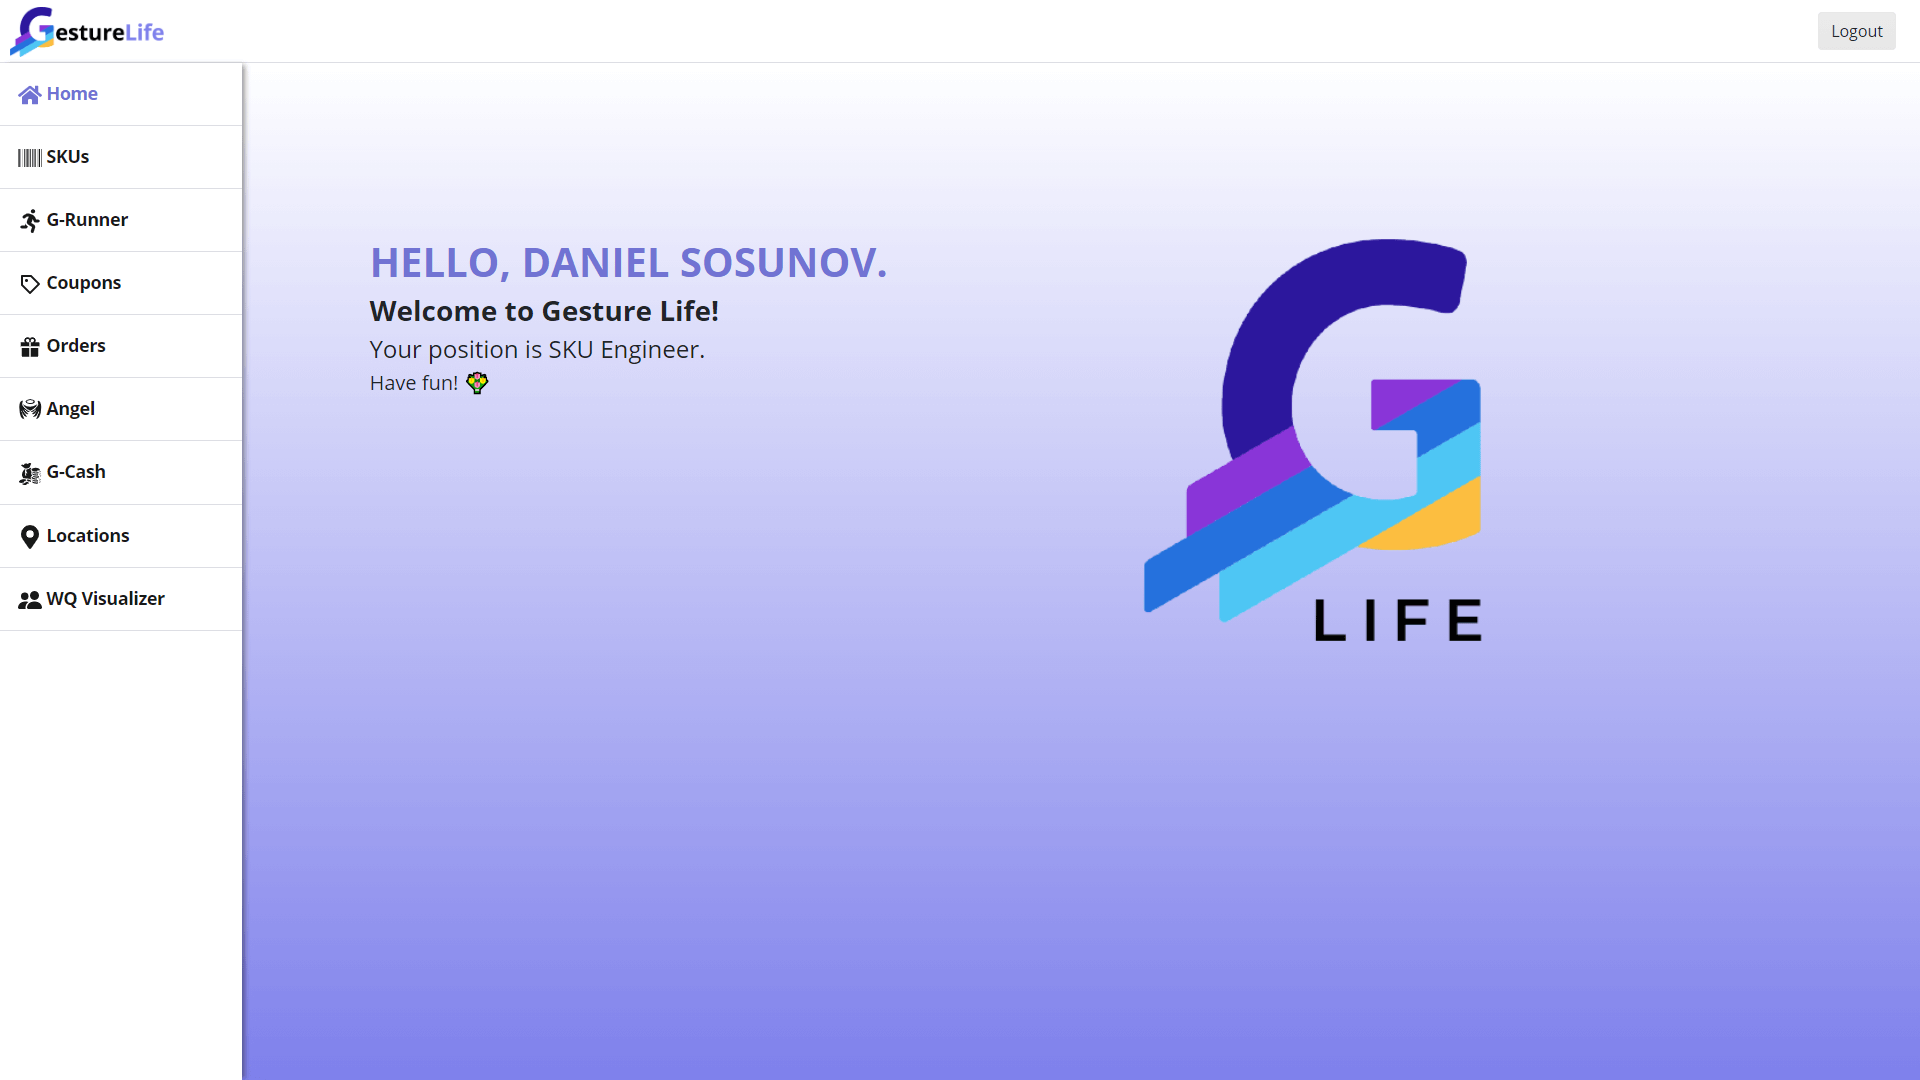 GestureLife
Logout
Home
SKUs
G-Runner
Coupons
Orders
Angel
G-Cash
Locations
WQ Visualizer
HELLO, DANIEL SOSUNOV.
Welcome to Gesture Life!
Your position is SKU Engineer.
Have fun! 💐
G
LIFE